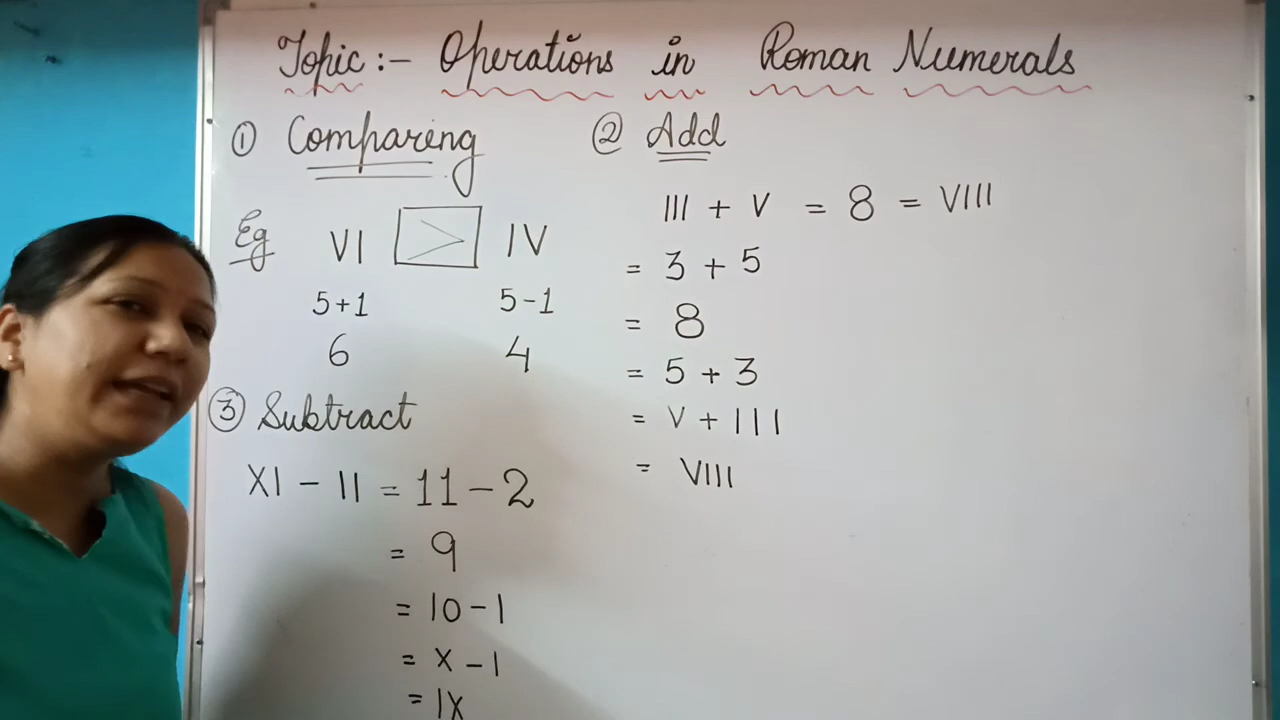 Topic :- Operations in Roman Numerals
① Comparing
Eg VI > IV
5+1 5-1
6 4
② Add
III + V = 8 = VIII
= 3 + 5
= 8
= 5 + 3
= V + III
= VIII
③ Subtract
XI - II = 11 - 2
= 9
= 10 - 1
= X - I
= IX